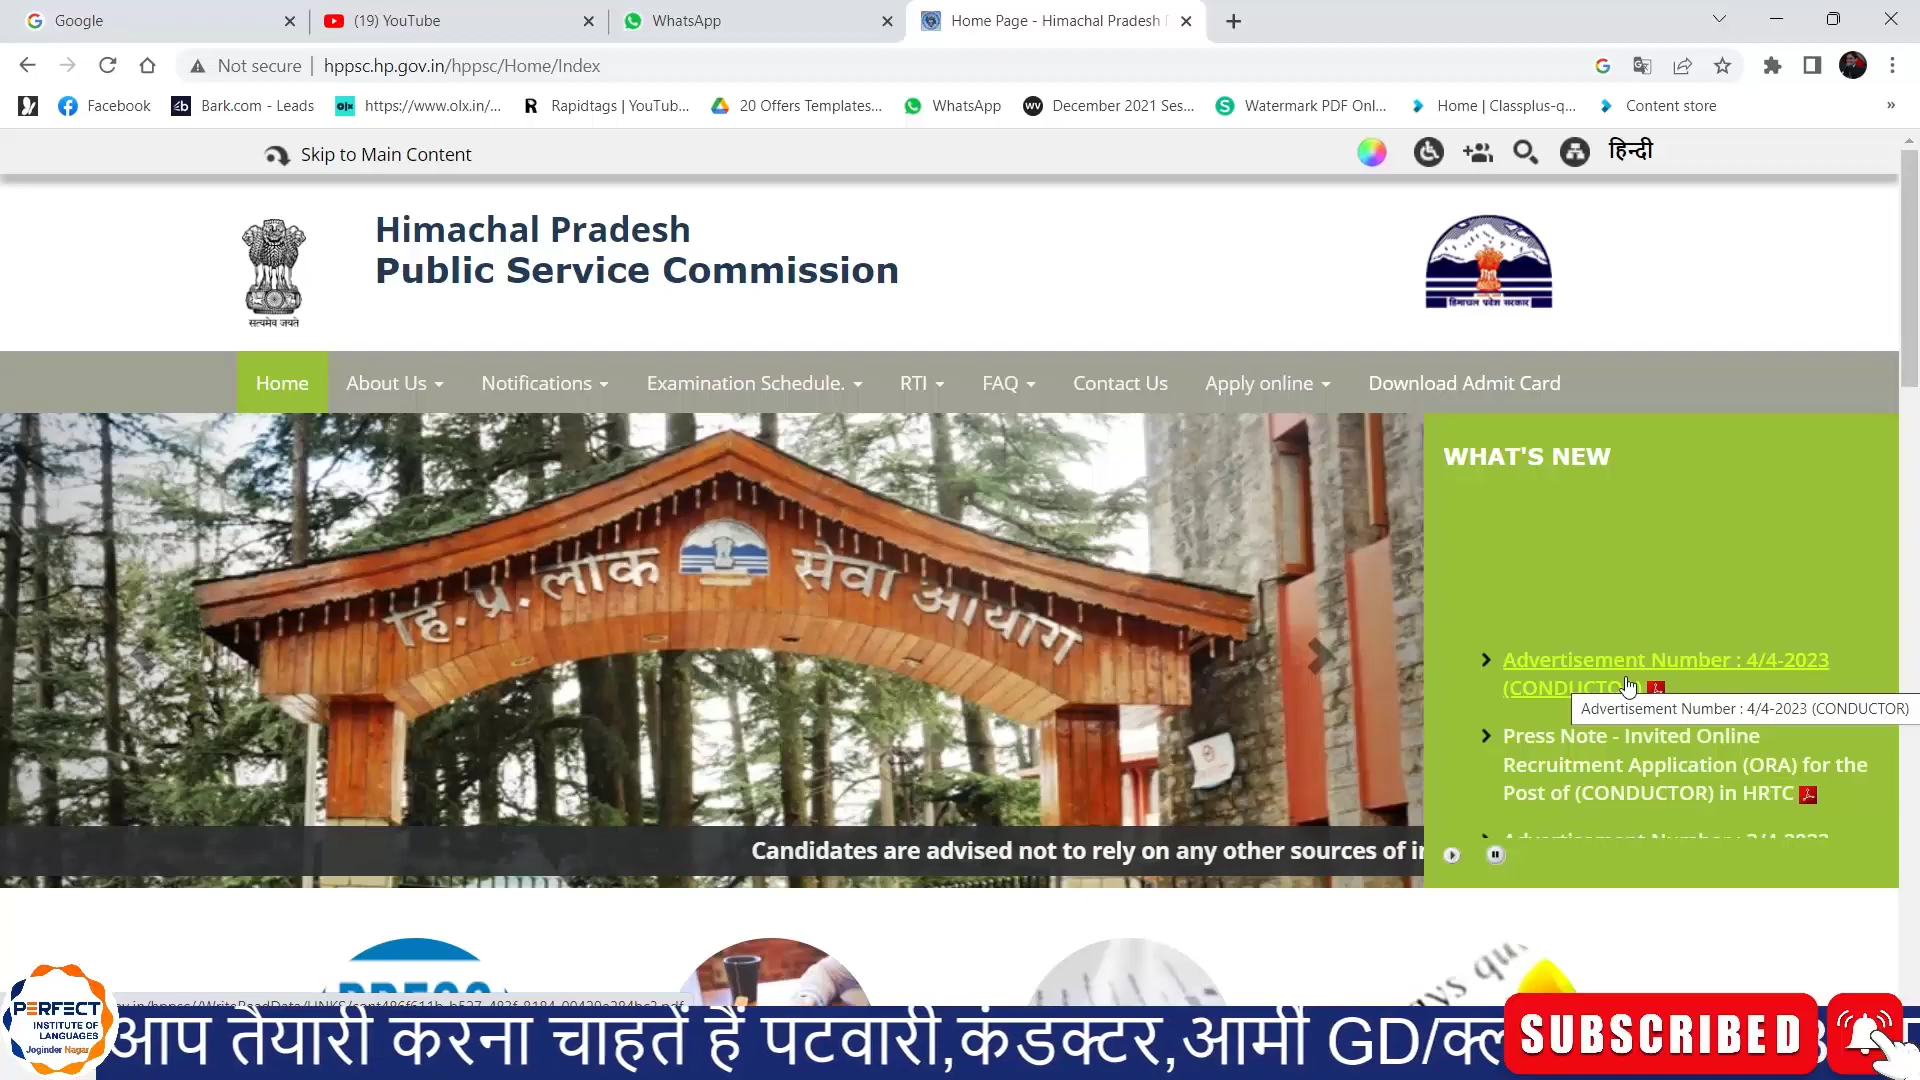 Google
(19) YouTube
WhatsApp
Home Page - Himachal Pradesh
Not secure
hppsc.hp.gov.in/hppsc/Home/Index
Facebook
Bark.com - Leads
https://www.olx.in/...
Rapidtags | YouTub...
20 Offers Templates...
WhatsApp
December 2021 Ses...
Watermark PDF Onl...
Home | Classplus-q...
Content store
»
Skip to Main Content
हिन्दी
Himachal Pradesh
Public Service Commission
सत्यमेव जयते
हिमाचल प्रदेश सरकार
Home
About Us
Notifications
Examination Schedule.
RTI
FAQ
Contact Us
Apply online
Download Admit Card
हि. प्र. लोक सेवा आयोग
WHAT'S NEW
Advertisement Number : 4/4-2023
(CONDUCTOR)
Advertisement Number : 4/4-2023 (CONDUCTOR)
Press Note - Invited Online
Recruitment Application (ORA) for the
Post of (CONDUCTOR) in HRTC
Candidates are advised not to rely on any other sources of
PERFECT
INSTITUTE OF
LANGUAGES
Joginder Nagar
आप तैयारी करना चाहतें हैं पटवारी,कंडक्टर,आर्मी GD/क्ल
SUBSCRIBED